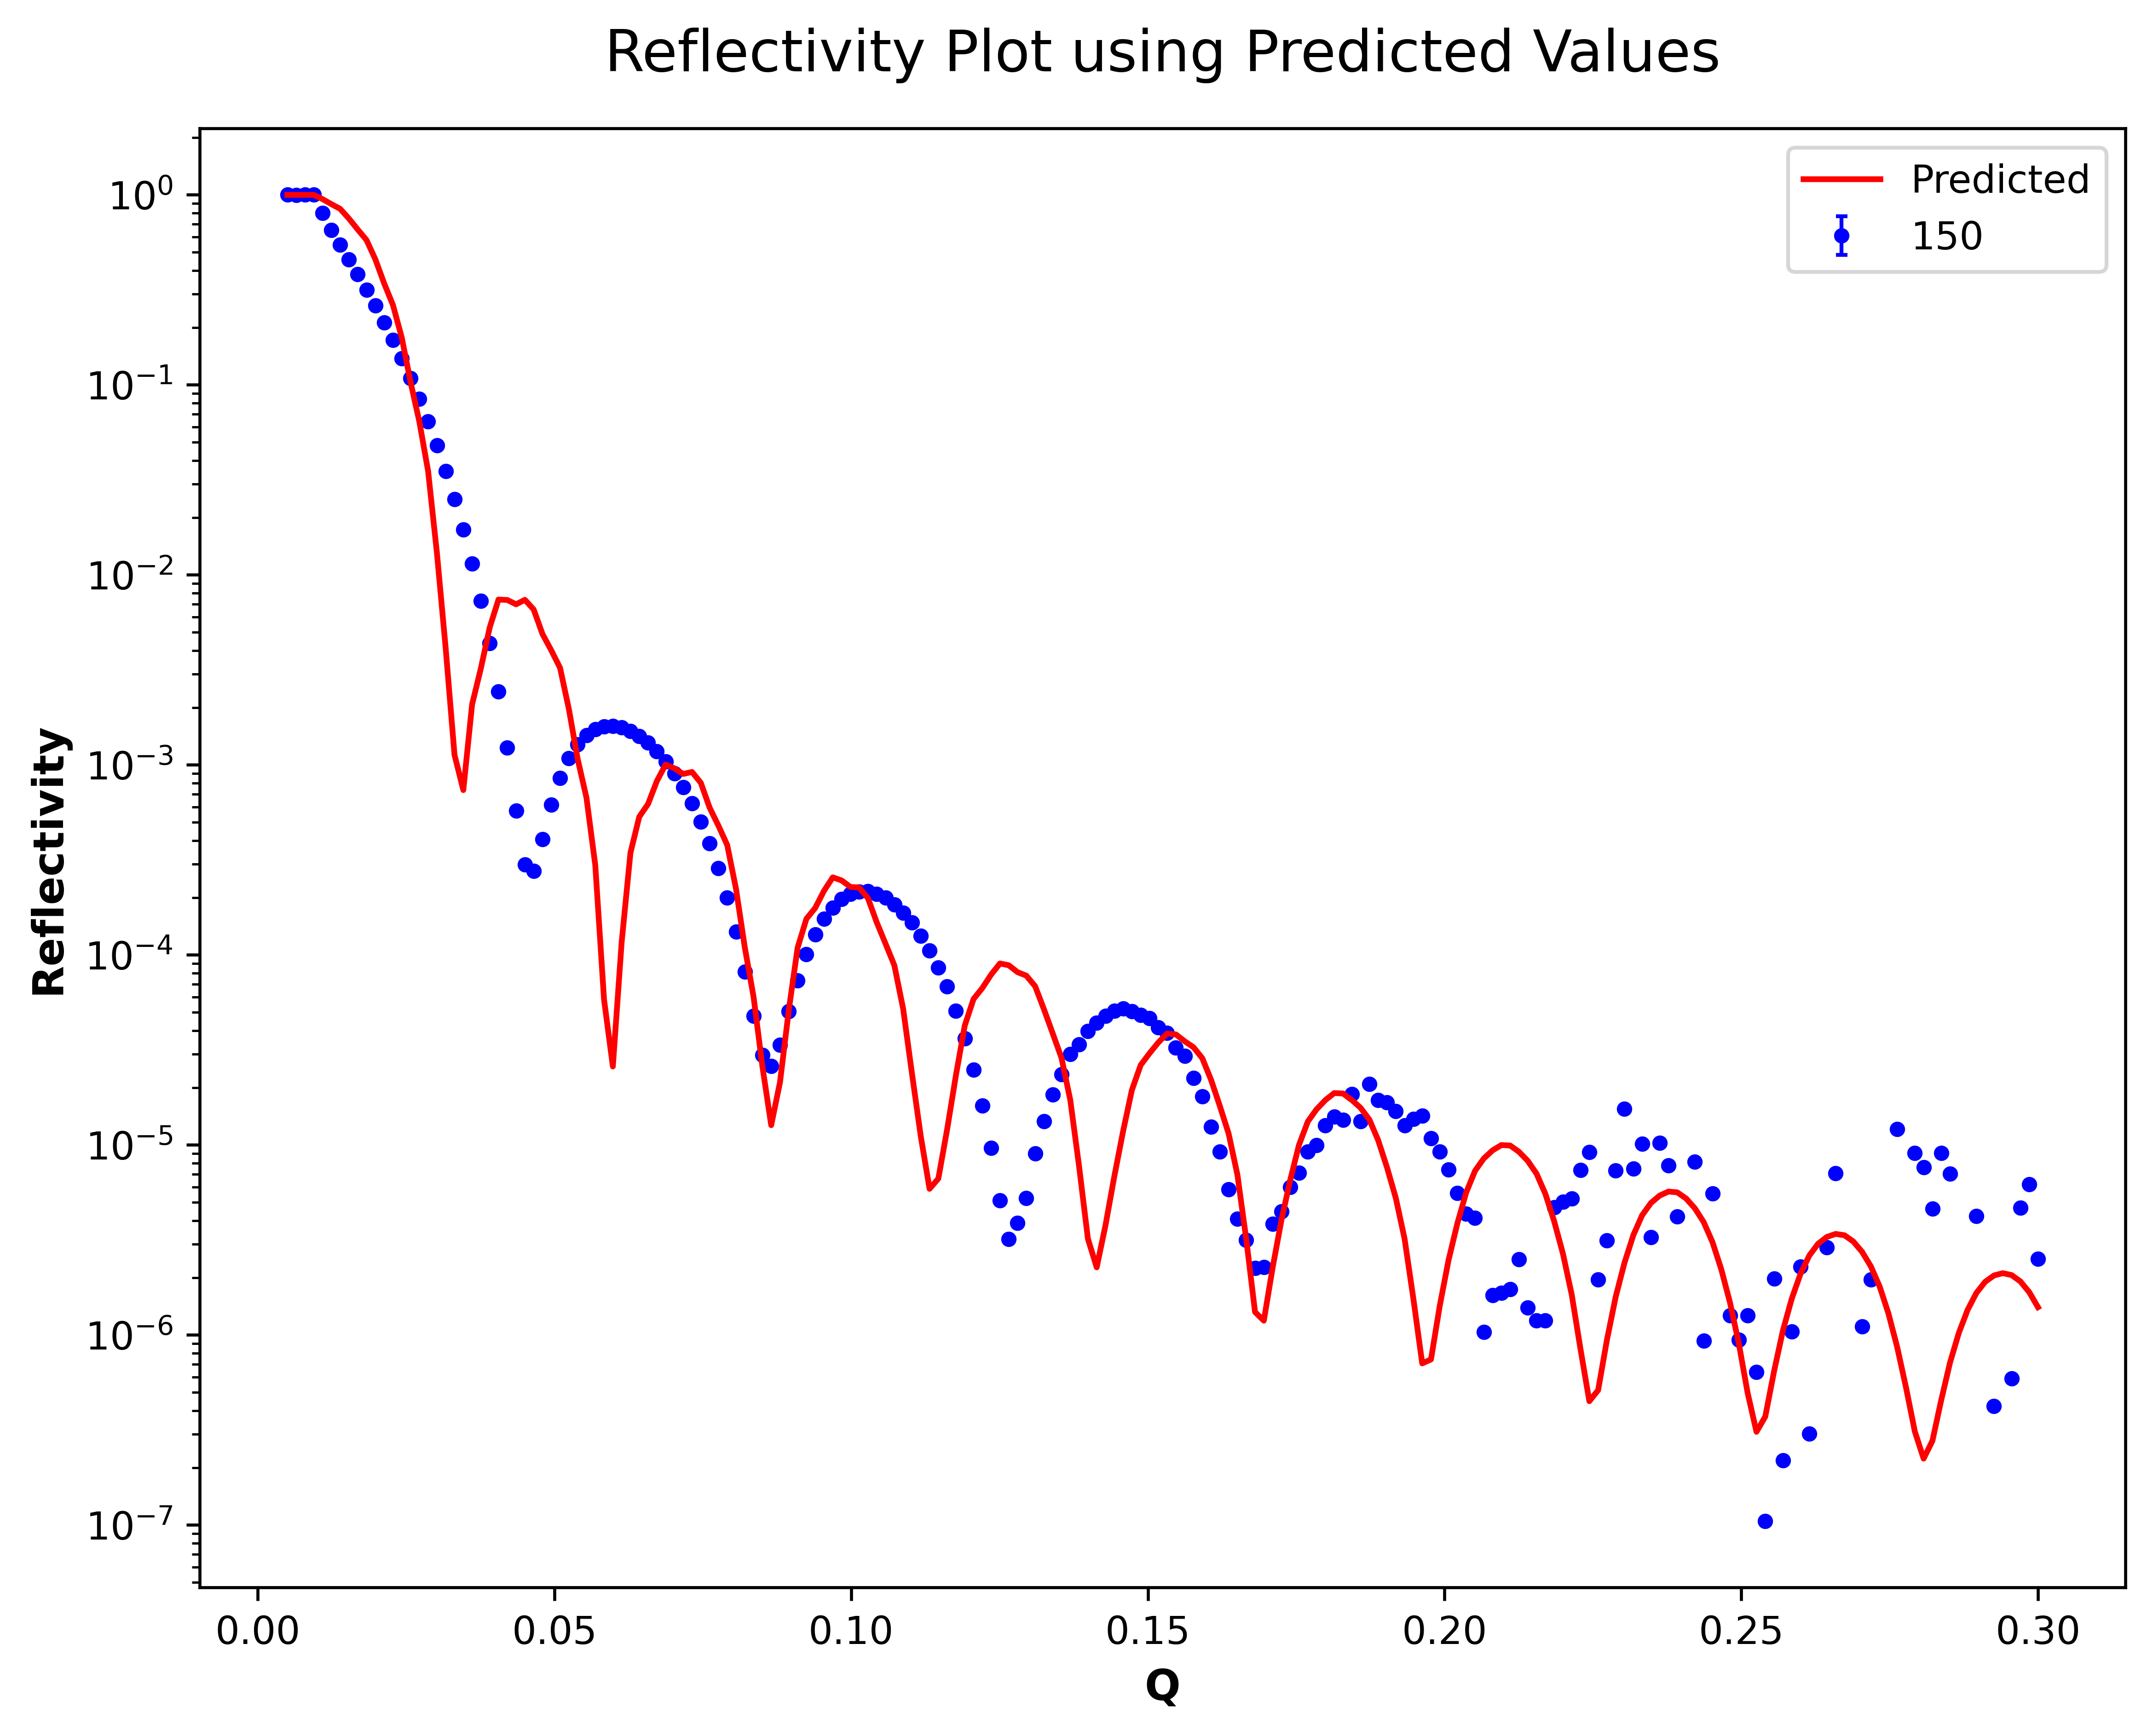 Reflectivity Plot using Predicted Values
Predicted
150
10⁰
10⁻¹
10⁻²
10⁻³
10⁻⁴
10⁻⁵
10⁻⁶
10⁻⁷
Reflectivity
0.00 0.05 0.10 0.15 0.20 0.25 0.30
Q